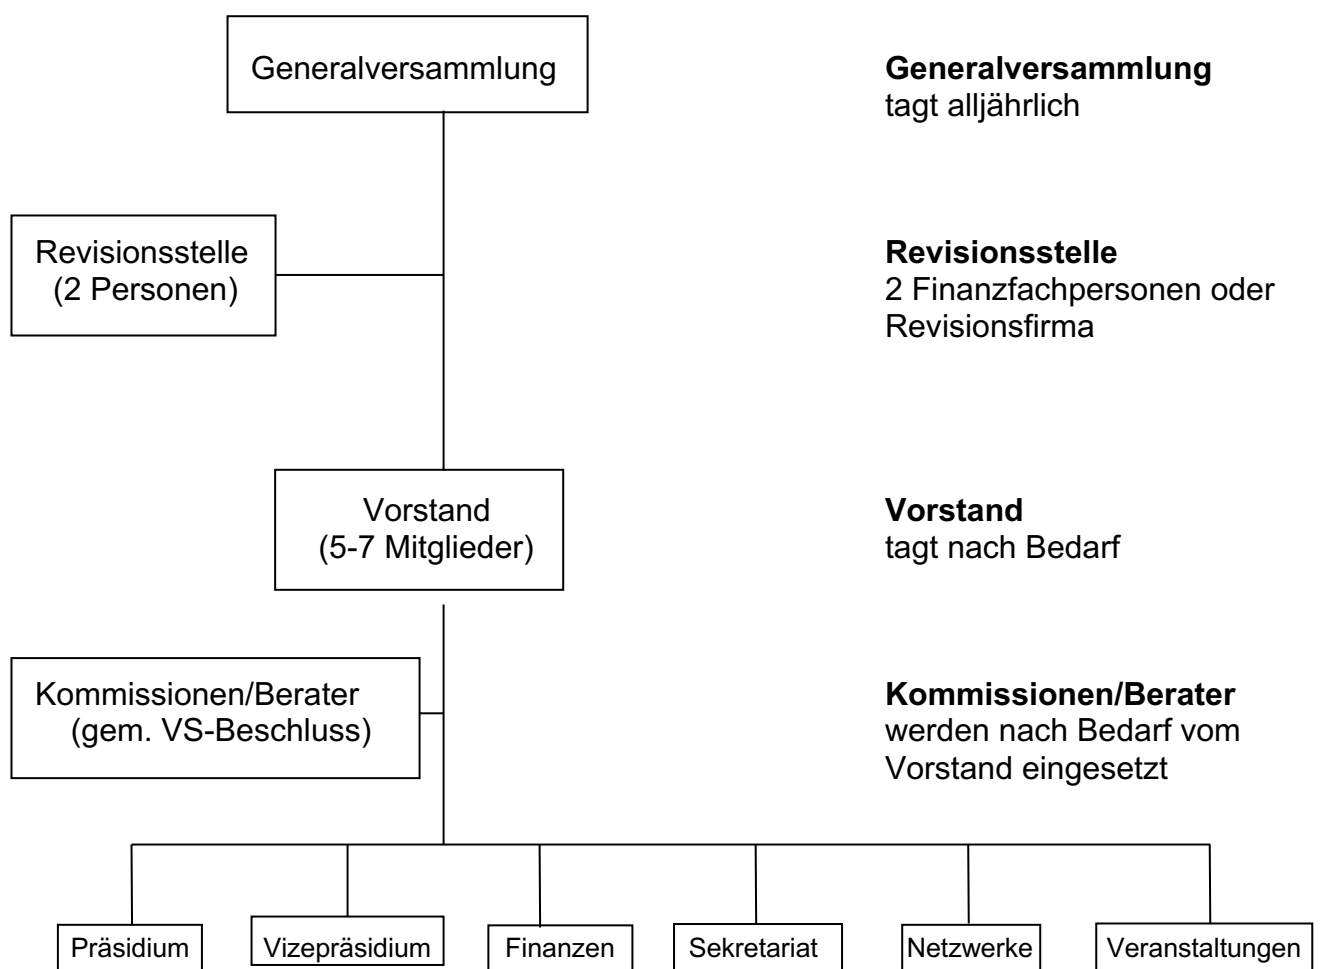 Generalversammlung
Generalversammlung
tagt alljährlich
Revisionsstelle
(2 Personen)
Revisionsstelle
2 Finanzfachpersonen oder
Revisionsfirma
Vorstand
(5-7 Mitglieder)
Vorstand
tagt nach Bedarf
Kommissionen/Berater
(gem. VS-Beschluss)
Kommissionen/Berater
werden nach Bedarf vom
Vorstand eingesetzt
Präsidium
Vizepräsidium
Finanzen
Sekretariat
Netzwerke
Veranstaltungen